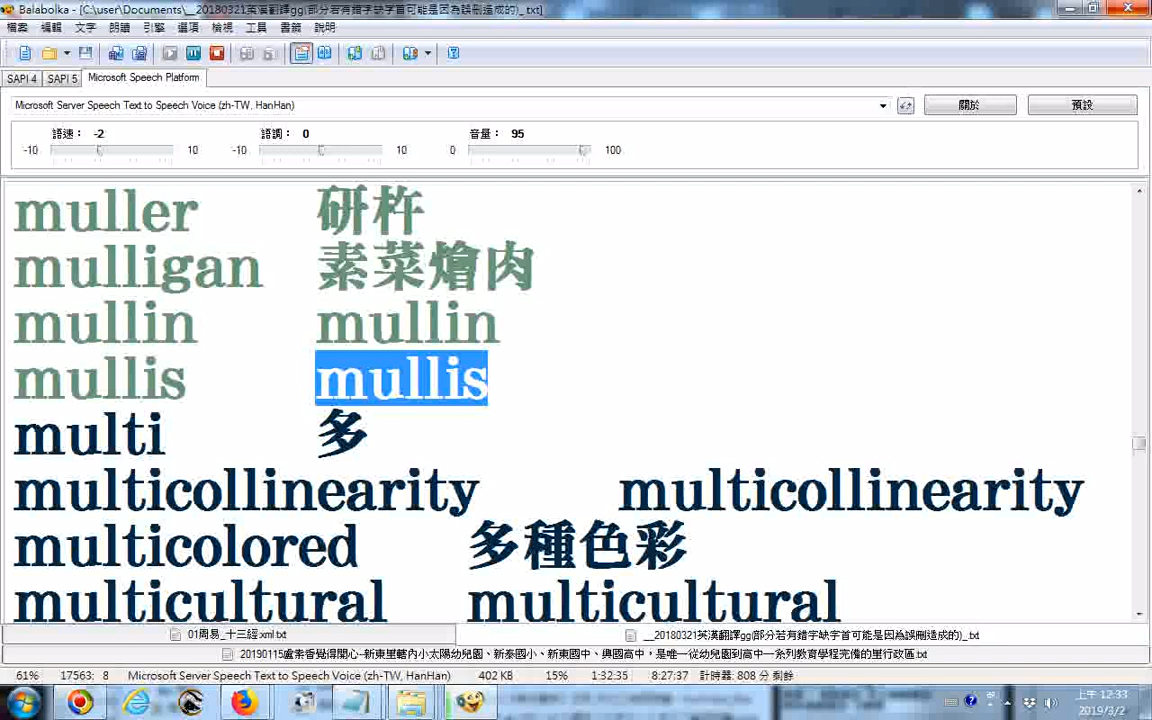 Balabolka - [C:\user\Documents\__20180321英漢翻譯gg(部分若有錯字缺字首可能是因為誤刪造成的)_txt]
檔案 編輯 文字 朗讀 引擎 選項 檢視 工具 書籤 說明
SAPI 4 SAPI 5 Microsoft Speech Platform
Microsoft Server Speech Text to Speech Voice (zh-TW, HanHan) 關於 預設
語速： -2 語調： 0 音量： 95
-10 10 -10 10 0 100
muller 研杵
mulligan 素菜燴肉
mullin mullin
mullis mullis
multi 多
multicollinearity multicollinearity
multicolored 多種色彩
multicultural multicultural
01周易_十三經.xml.txt __20180321英漢翻譯gg(部分若有錯字缺字首可能是因為誤刪造成的)_.txt
20190115盧素香覺得開心-新東里轄內小太陽幼兒園、新泰國小、新東國中、興國高中，是唯一從幼兒園到高中一系列教育學程完備的里行政區.txt
61% 17563: 8 Microsoft Server Speech Text to Speech Voice (zh-TW, HanHan) 402 KB 15% 1:32:35 8:27:37 計時器: 808 分 剩餘
上午 12:33
2019/3/2